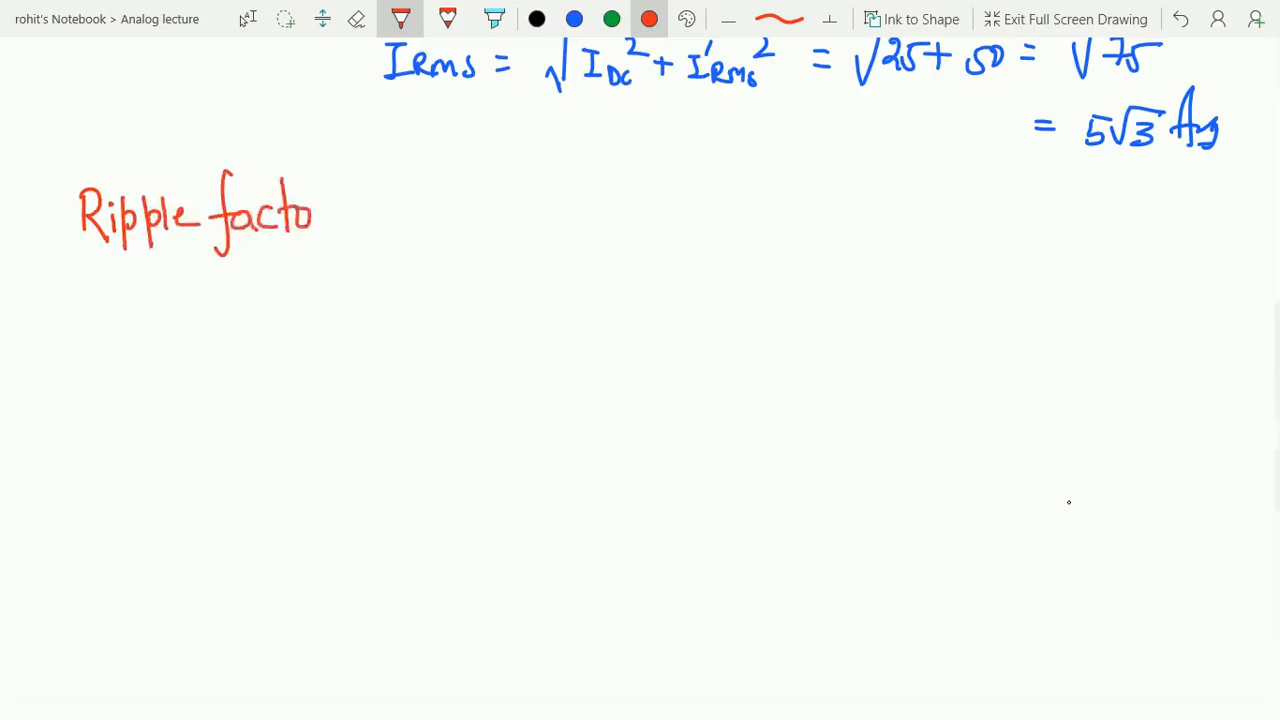 rohit's Notebook > Analog lecture
Ink to Shape
Exit Full Screen Drawing
IRms = √IDC² + I'RMS² = √25 + 50 = √75
= 5√3
Ripple facto